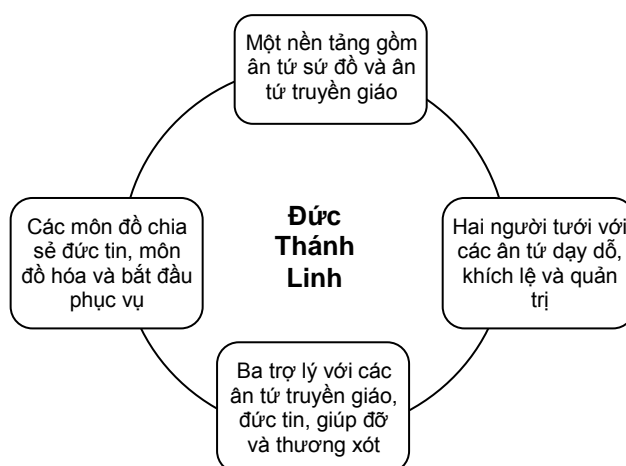 Một nền tảng gồm
ân tứ sứ đồ và ân
tứ truyền giáo
Các môn đồ chia
sẻ đức tin, môn
đồ hóa và bắt đầu
phục vụ
Đức
Thánh
Linh
Hai người tưới với
các ân tứ dạy dỗ,
khích lệ và quản
trị
Ba trợ lý với các
ân tứ truyền giáo,
đức tin, giúp đỡ
và thương xót